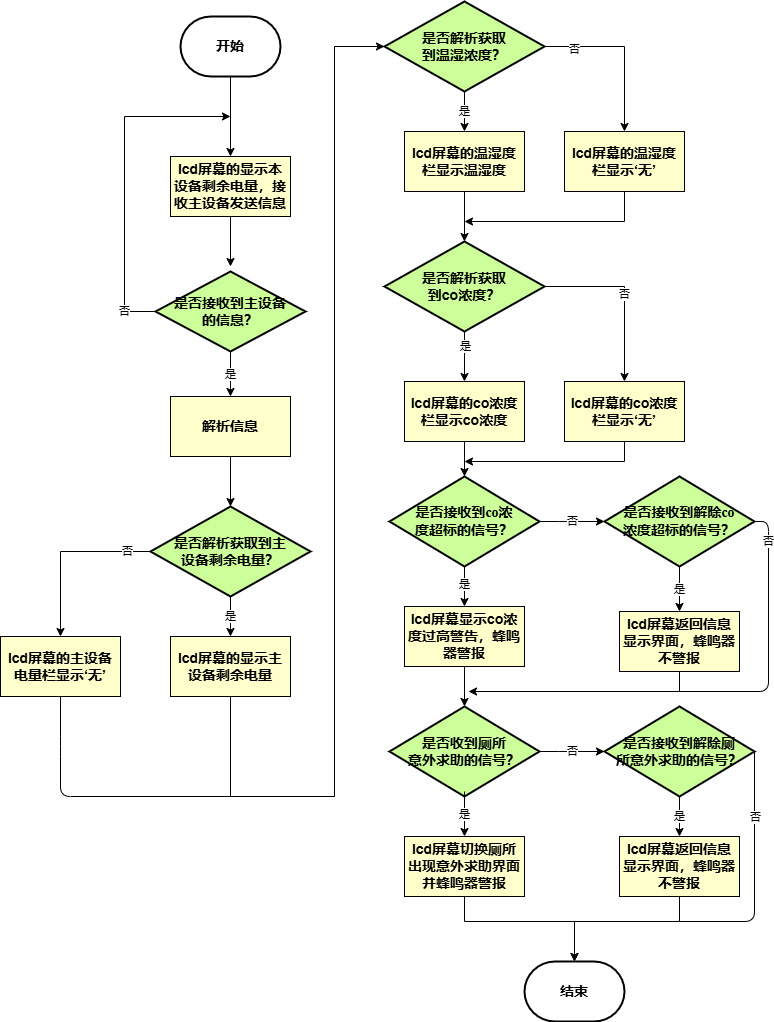 开始
lcd屏幕的显示本
设备剩余电量，接
收主设备发送信息
是否接收到主设备
的信息？
否
是
解析信息
是否解析获取到主
设备剩余电量？
否
是
lcd屏幕的主设备
电量栏显示‘无’
lcd屏幕的显示主
设备剩余电量
是否解析获取
到温湿浓度？
否
是
lcd屏幕的温湿度
栏显示温湿度
lcd屏幕的温湿度
栏显示‘无’
是否解析获取
到co浓度？
否
是
lcd屏幕的co浓度
栏显示co浓度
lcd屏幕的co浓度
栏显示‘无’
是否接收到co浓
度超标的信号？
否
是否接收到解除co
浓度超标的信号？
否
是
是
lcd屏幕显示co浓
度过高警告，蜂鸣
器警报
lcd屏幕返回信息
显示界面，蜂鸣器
不警报
是否收到厕所
意外求助的信号？
否
是否接收到解除厕
所意外求助的信号？
否
是
是
lcd屏幕切换厕所
出现意外求助界面
并蜂鸣器警报
lcd屏幕返回信息
显示界面，蜂鸣器
不警报
结束